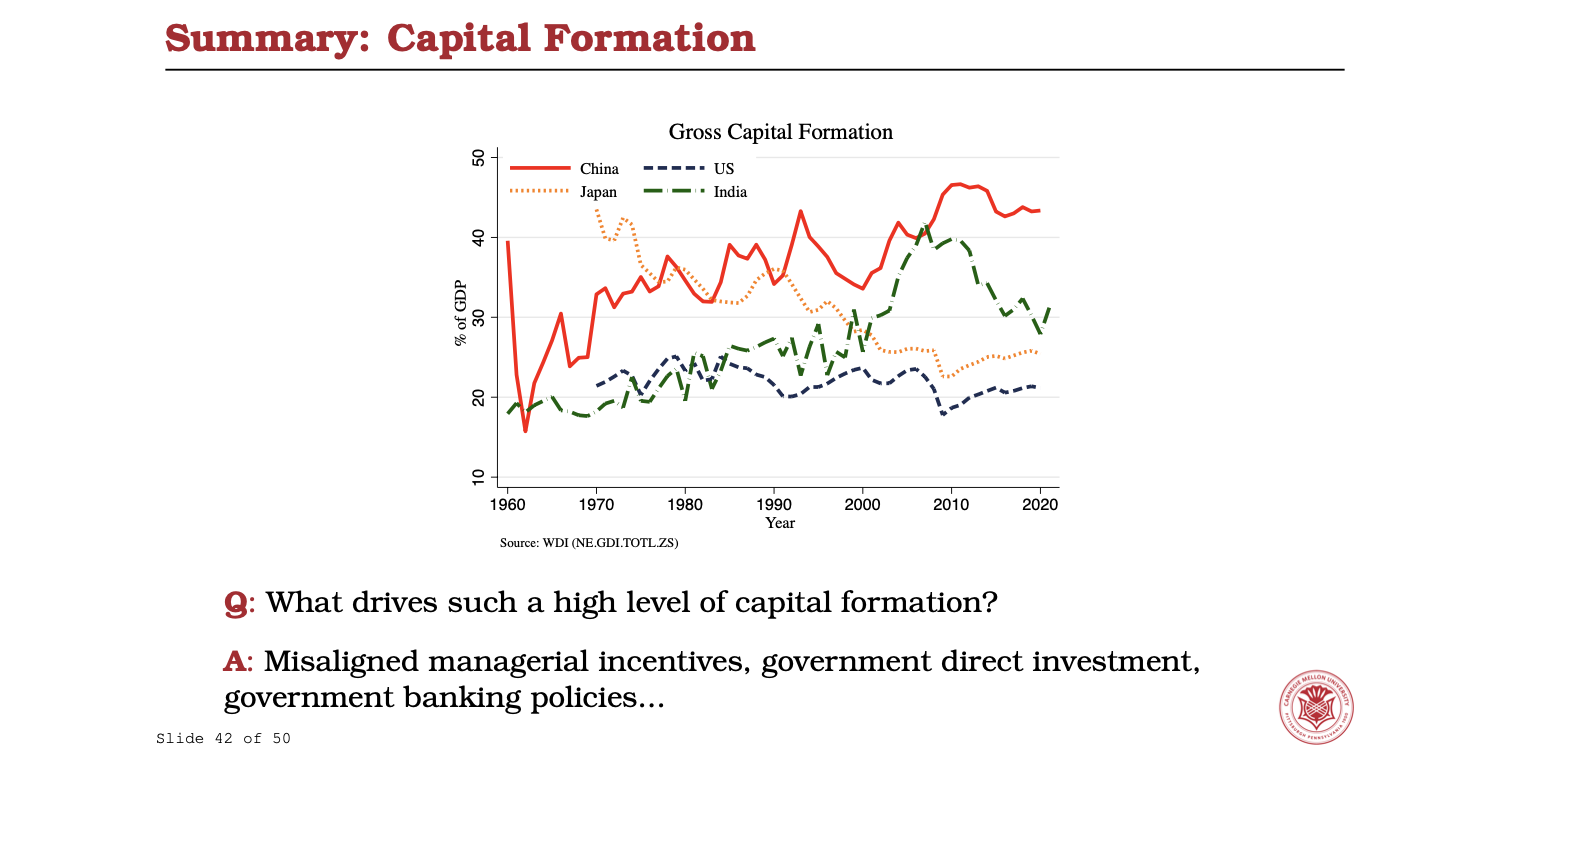 Summary: Capital Formation
Gross Capital Formation
China
US
Japan
India
% of GDP
50
40
30
20
10
1960 1970 1980 1990 2000 2010 2020
Year
Source: WDI (NE.GDI.TOTL.ZS)
Q: What drives such a high level of capital formation?
A: Misaligned managerial incentives, government direct investment,
government banking policies...
CARNEGIE MELLON UNIVERSITY
PITTSBURGH PENNSYLVANIA 1900
Slide 42 of 50